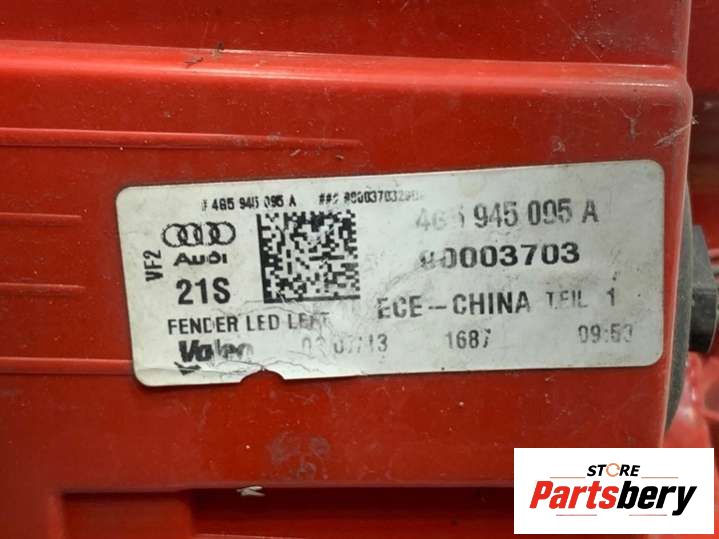 # 4G5 945 095 A ###
4G5 945 095 A
VF2
Audi
90003703
21S
ECE-CHINA TEIL 1
FENDER LED LEFT
Valeo
1687 09:53
STORE
Partsbery